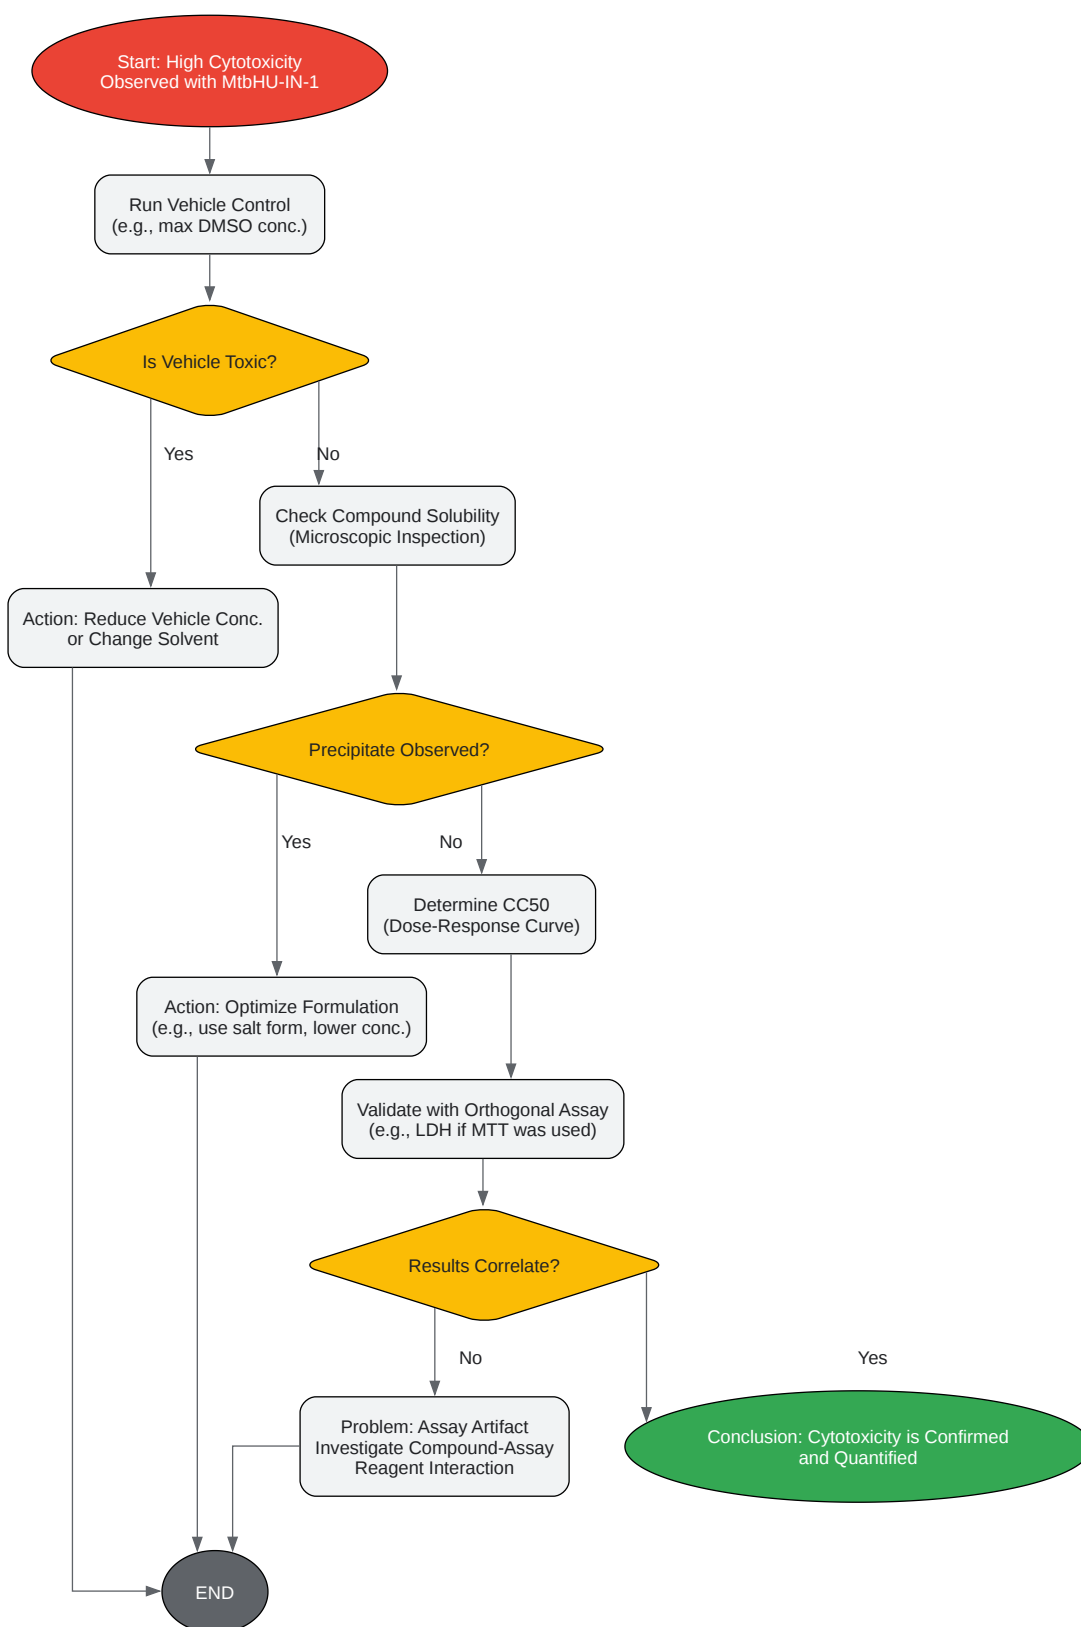 Start: High Cytotoxicity
Observed with MtbHU-IN-1
Run Vehicle Control
(e.g., max DMSO conc.)
Is Vehicle Toxic?
Yes
No
Check Compound Solubility
(Microscopic Inspection)
Action: Reduce Vehicle Conc.
or Change Solvent
Precipitate Observed?
Yes
No
Determine CC50
(Dose-Response Curve)
Action: Optimize Formulation
(e.g., use salt form, lower conc.)
Validate with Orthogonal Assay
(e.g., LDH if MTT was used)
Results Correlate?
No
Yes
Problem: Assay Artifact
Investigate Compound-Assay
Reagent Interaction
Conclusion: Cytotoxicity is Confirmed
and Quantified
END